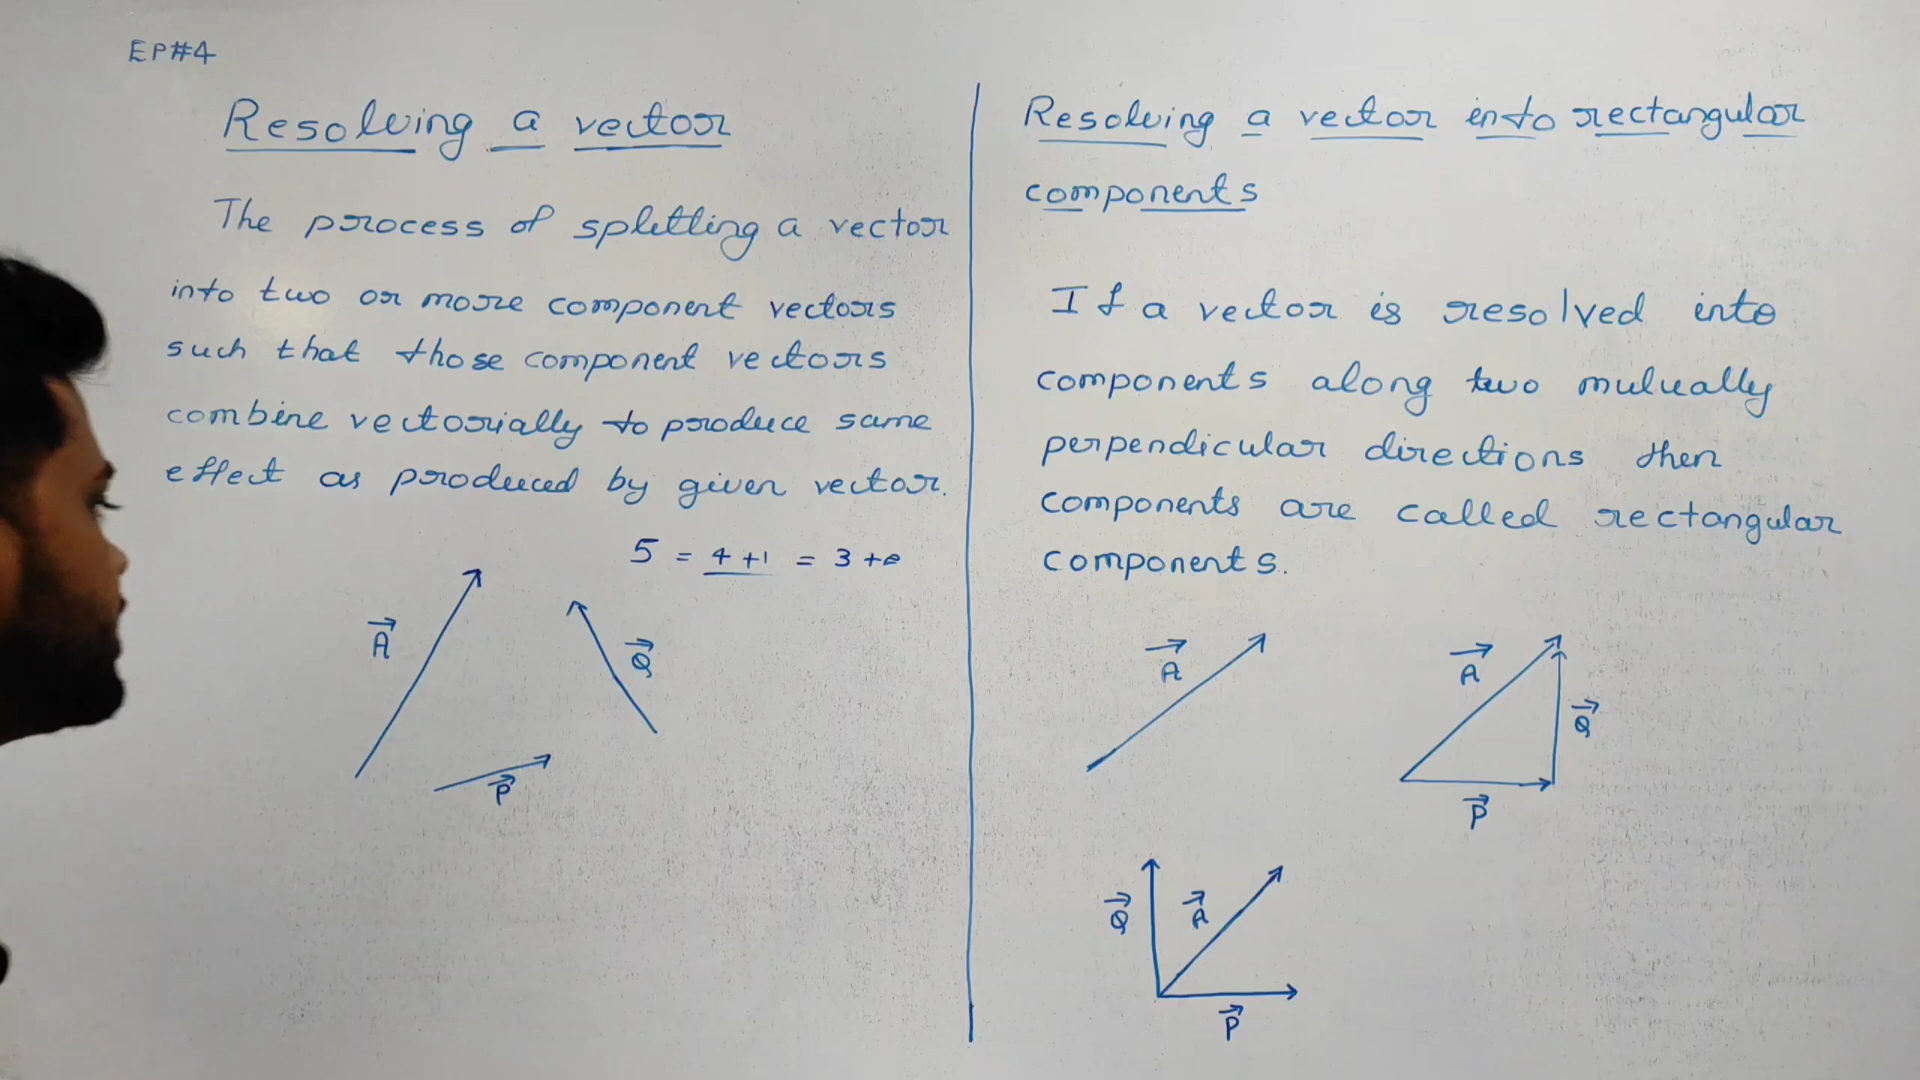 EP#4
Resolving a vector
The process of splitting a vector
into two or more component vectors
such that those component vectors
combine vectorially to produce same
effect as produced by given vector.
5 = 4+1 = 3+2
A
Q
P
Resolving a vector into rectangular
components
If a vector is resolved into
components along two mutually
perpendicular directions then
components are called rectangular
components.
A
A
Q
P
Q
A
P